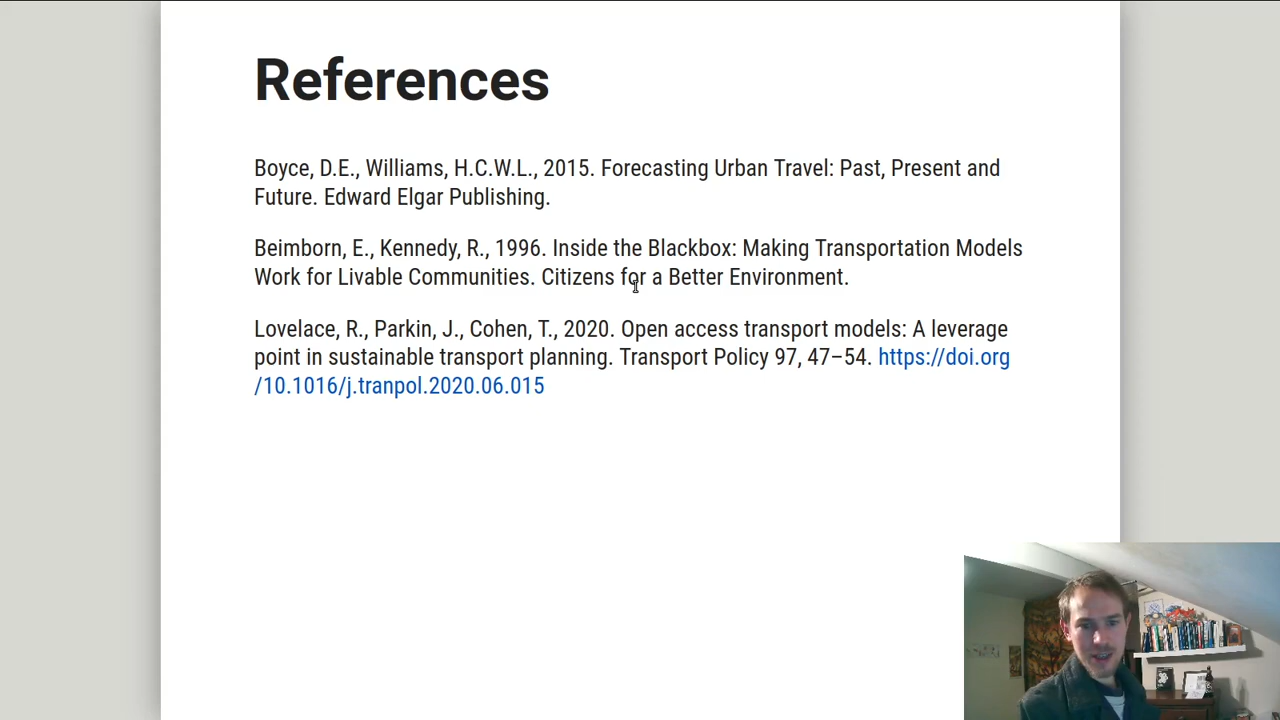 References
Boyce, D.E., Williams, H.C.W.L., 2015. Forecasting Urban Travel: Past, Present and
Future. Edward Elgar Publishing.
Beimborn, E., Kennedy, R., 1996. Inside the Blackbox: Making Transportation Models
Work for Livable Communities. Citizens for a Better Environment.
Lovelace, R., Parkin, J., Cohen, T., 2020. Open access transport models: A leverage
point in sustainable transport planning. Transport Policy 97, 47–54. https://doi.org
/10.1016/j.tranpol.2020.06.015